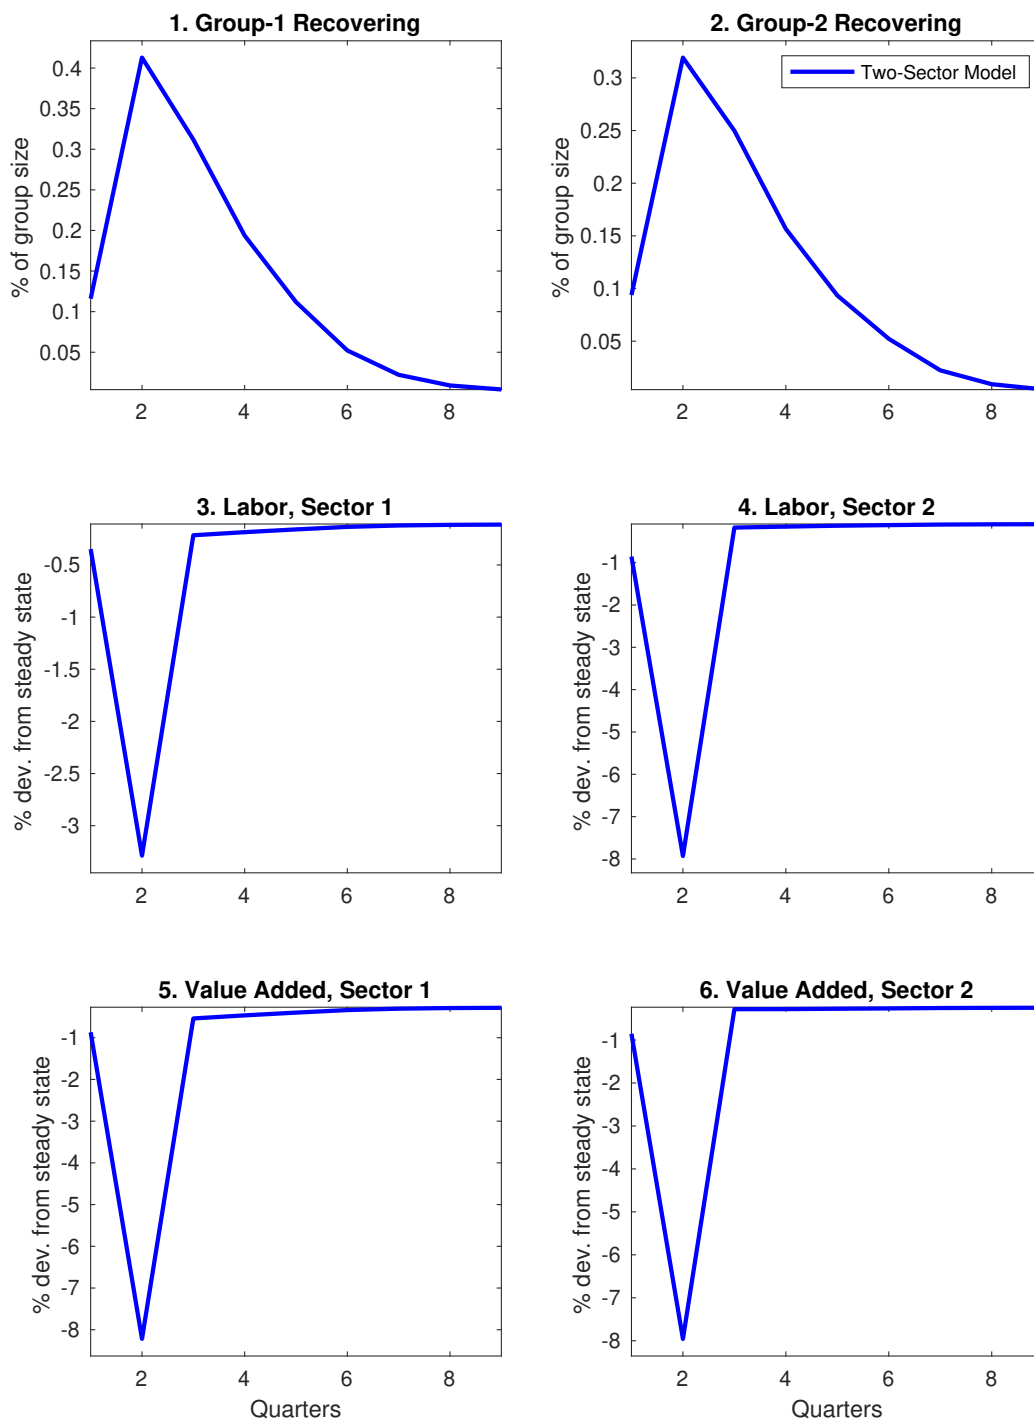 1. Group-1 Recovering
% of group size
0.4
0.35
0.3
0.25
0.2
0.15
0.1
0.05
2 4 6 8
2. Group-2 Recovering
Two-Sector Model
% of group size
0.3
0.25
0.2
0.15
0.1
0.05
2 4 6 8
3. Labor, Sector 1
% dev. from steady state
-0.5
-1
-1.5
-2
-2.5
-3
2 4 6 8
4. Labor, Sector 2
% dev. from steady state
-1
-2
-3
-4
-5
-6
-7
-8
2 4 6 8
5. Value Added, Sector 1
% dev. from steady state
-1
-2
-3
-4
-5
-6
-7
-8
2 4 6 8
Quarters
6. Value Added, Sector 2
% dev. from steady state
-1
-2
-3
-4
-5
-6
-7
-8
2 4 6 8
Quarters